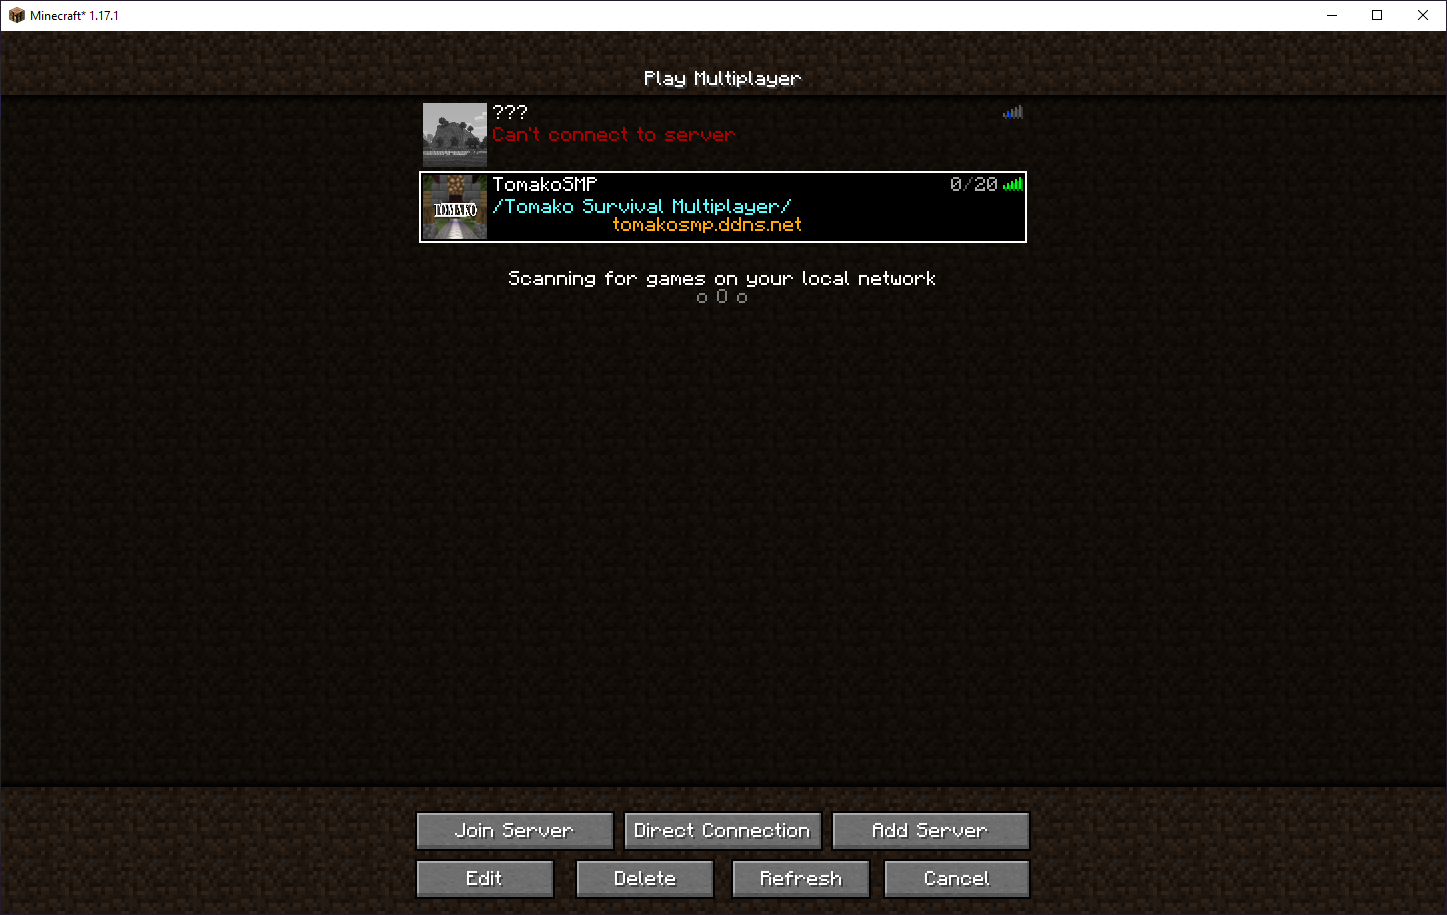 Minecraft* 1.17.1
Play Multiplayer
???
Can't connect to server
TomakoSMP 0/20
/Tomako Survival Multiplayer/
TOMAKO
tomakosmp.ddns.net
Scanning for games on your local network
o O o
Join Server Direct Connection Add Server
Edit Delete Refresh Cancel